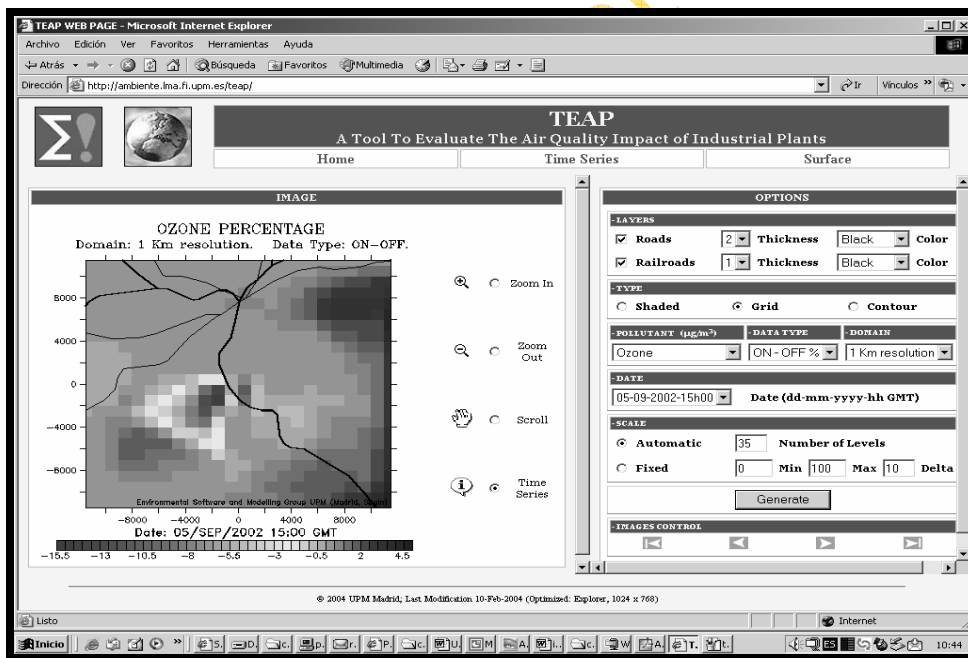 TEAP WEB PAGE - Microsoft Internet Explorer
Archivo Edición Ver Favoritos Herramientas Ayuda
Atrás Búsqueda Favoritos Multimedia
Dirección http://ambiente.lma.fi.upm.es/teap/ Ir Vínculos »
TEAP
A Tool To Evaluate The Air Quality Impact of Industrial Plants
Home Time Series Surface
IMAGE
OZONE PERCENTAGE
Domain: 1 Km resolution. Data Type: ON-OFF.
8000
4000
0
-4000
-8000
Environmental Software and Modelling Group UPM (Madrid, Spain)
-8000 -4000 0 4000 8000
Date: 05/SEP/2002 15:00 GMT
-15.5 -13 -10.5 -8 -5.5 -3 -0.5 2 4.5
Zoom In
Zoom
Out
Scroll
Time
Series
OPTIONS
-LAYERS
Roads 2 Thickness Black Color
Railroads 1 Thickness Black Color
-TYPE
Shaded Grid Contour
-POLLUTANT (µg/m³) -DATA TYPE -DOMAIN
Ozone ON - OFF % 1 Km resolution
-DATE
05-09-2002-15h00 Date (dd-mm-yyyy-hh GMT)
-SCALE
Automatic 35 Number of Levels
Fixed 0 Min 100 Max 10 Delta
Generate
-IMAGES CONTROL
© 2004 UPM Madrid; Last Modification 10-Feb-2004 (Optimized: Explorer, 1024 x 768)
Listo Internet
Inicio » 5. D. c. p. r. P. c. U. M A. i.. c. W A. T. t. ES 10:44